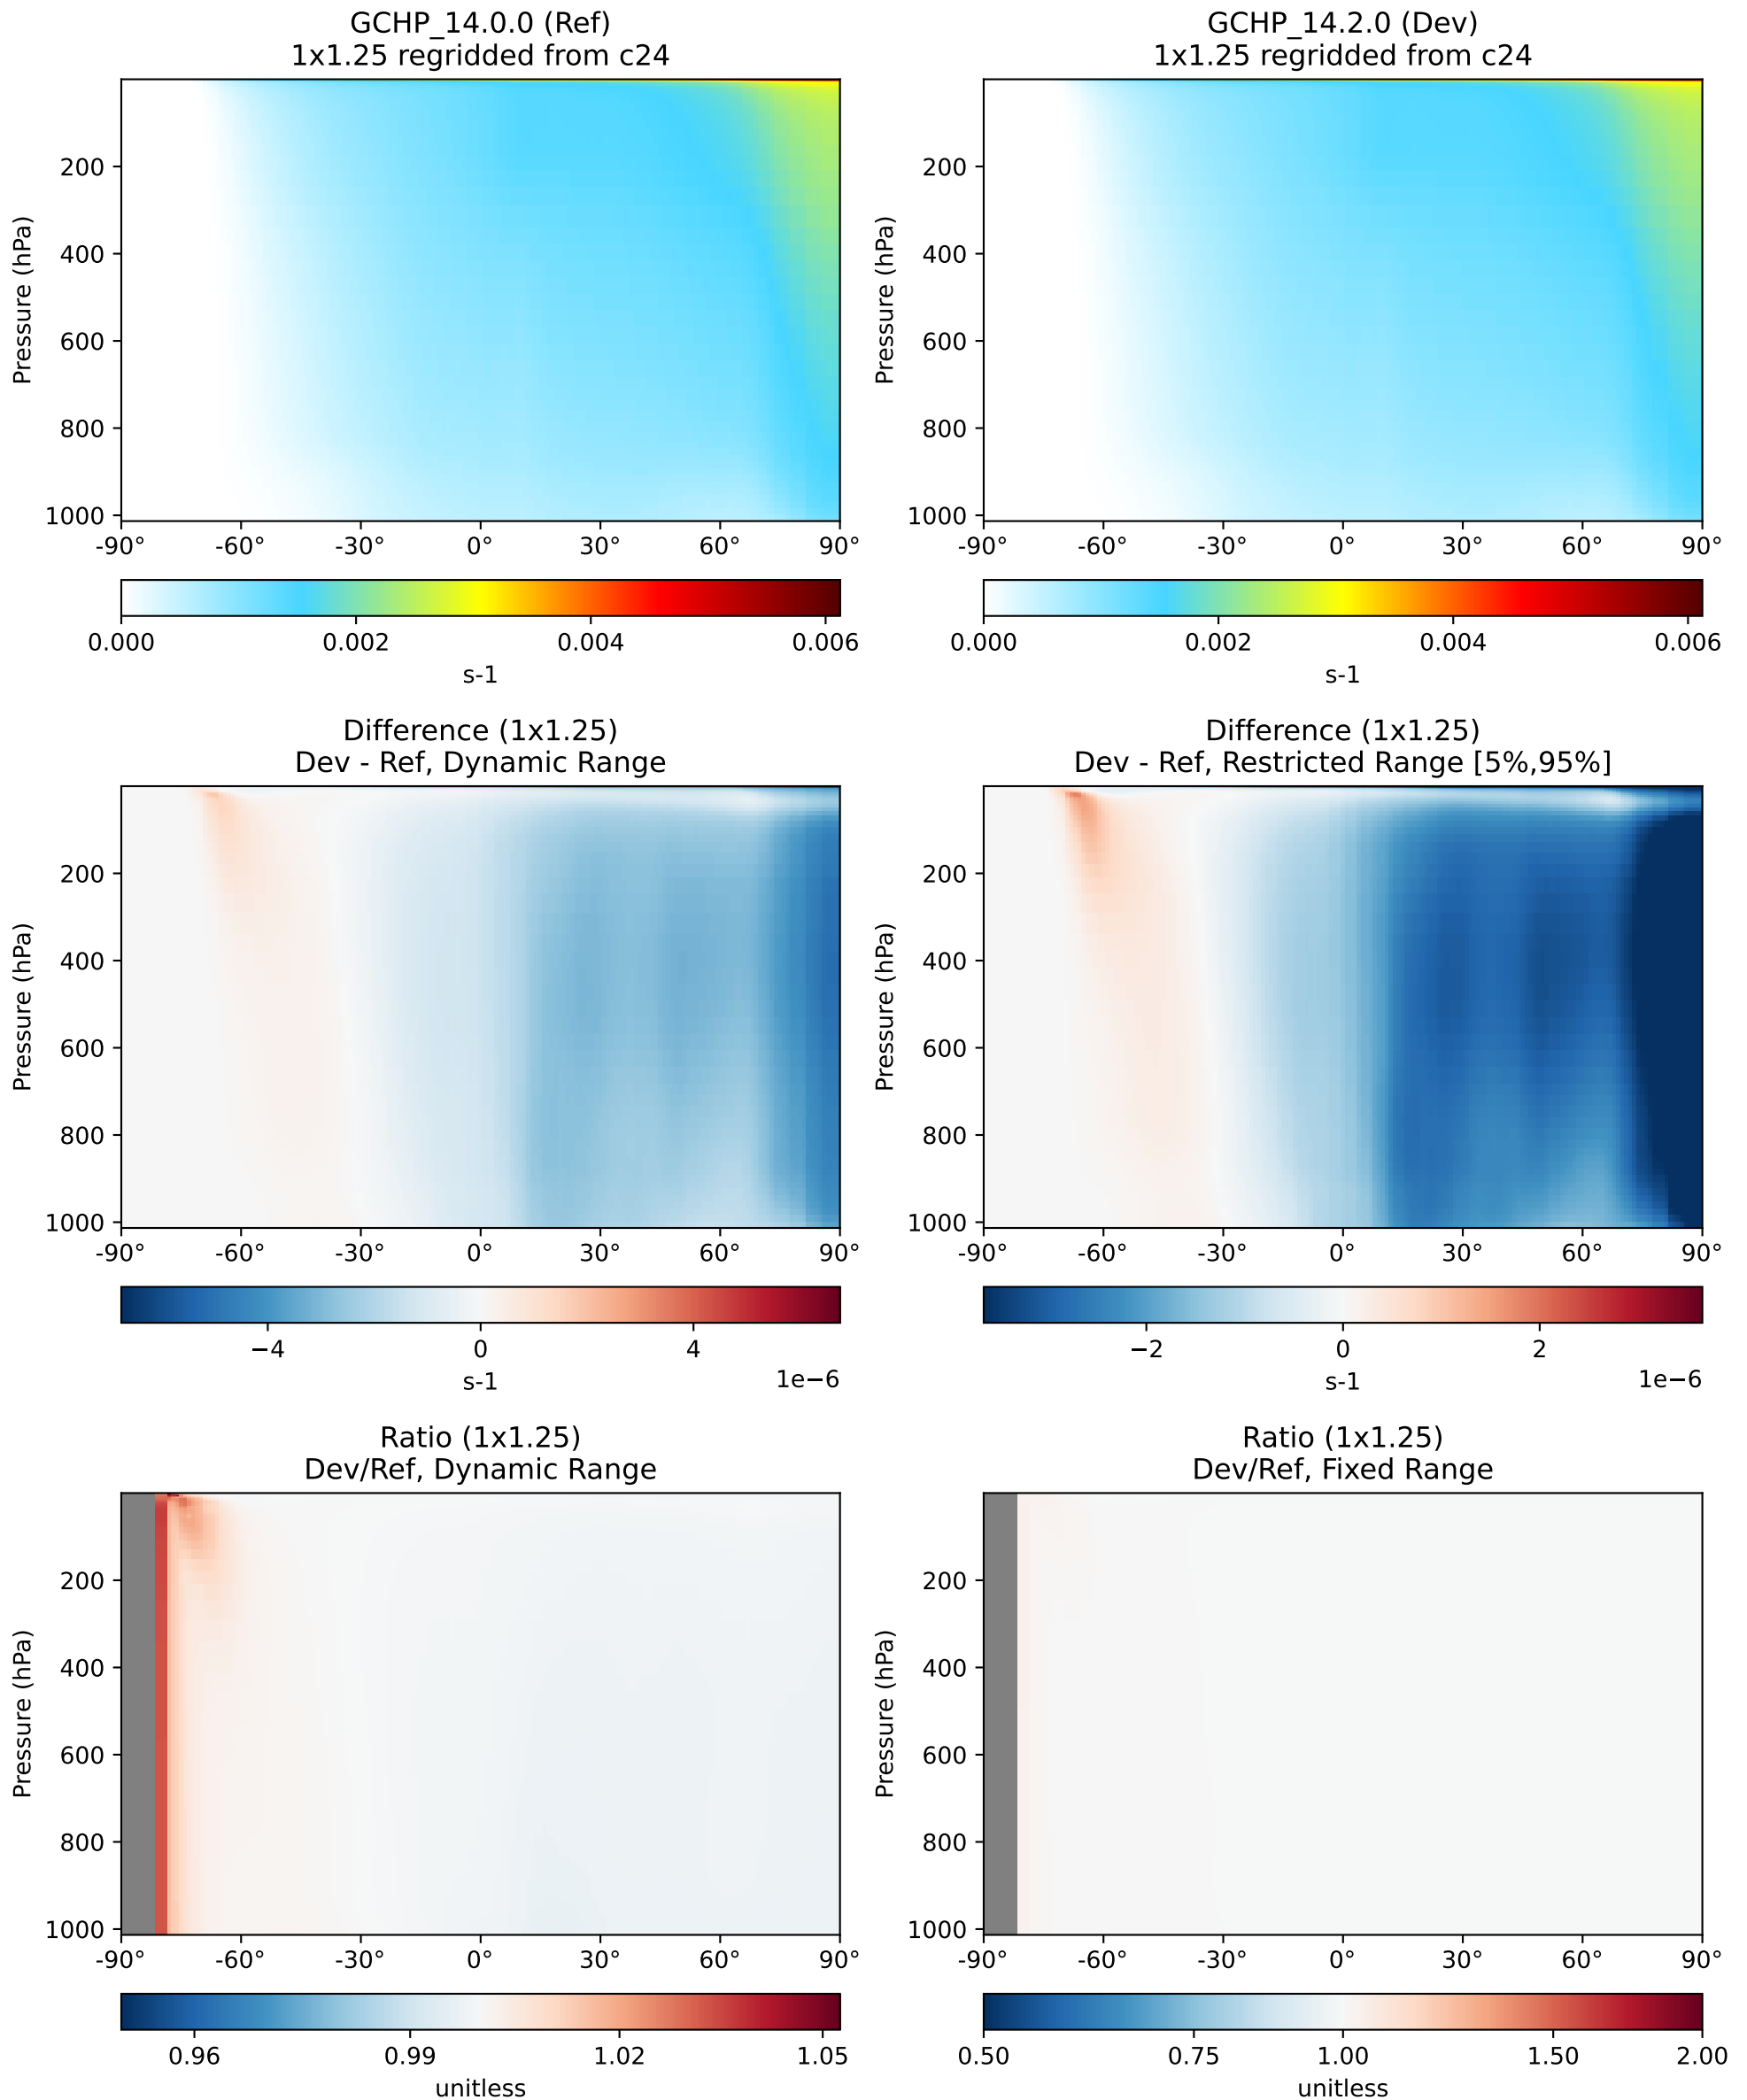 GCHP_14.0.0 (Ref)
1x1.25 regridded from c24
Pressure (hPa)
200
400
600
800
1000
-90° -60° -30° 0° 30° 60° 90°
0.000 0.002 0.004 0.006
s-1
GCHP_14.2.0 (Dev)
1x1.25 regridded from c24
Pressure (hPa)
200
400
600
800
1000
-90° -60° -30° 0° 30° 60° 90°
0.000 0.002 0.004 0.006
s-1
Difference (1x1.25)
Dev - Ref, Dynamic Range
Pressure (hPa)
200
400
600
800
1000
-90° -60° -30° 0° 30° 60° 90°
−4 0 4
s-1 1e−6
Difference (1x1.25)
Dev - Ref, Restricted Range [5%,95%]
Pressure (hPa)
200
400
600
800
1000
-90° -60° -30° 0° 30° 60° 90°
−2 0 2
s-1 1e−6
Ratio (1x1.25)
Dev/Ref, Dynamic Range
Pressure (hPa)
200
400
600
800
1000
-90° -60° -30° 0° 30° 60° 90°
0.96 0.99 1.02 1.05
unitless
Ratio (1x1.25)
Dev/Ref, Fixed Range
Pressure (hPa)
200
400
600
800
1000
-90° -60° -30° 0° 30° 60° 90°
0.50 0.75 1.00 1.50 2.00
unitless